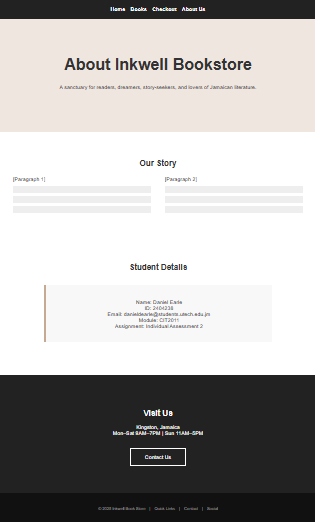 Home Books Checkout About Us
About Inkwell Bookstore
A sanctuary for readers, dreamers, story-seekers, and lovers of Jamaican literature.
Our Story
[Paragraph 1] [Paragraph 2]
Student Details
Name: Daniel Earle
ID: 2404238
Email: danieldearle@students.utech.edu.jm
Module: CIT2011
Assignment: Individual Assessment 2
Visit Us
Kingston, Jamaica
Mon–Sat 9AM–7PM | Sun 11AM–5PM
Contact Us
© 2025 Inkwell Book Store | Quick Links | Contact | Social